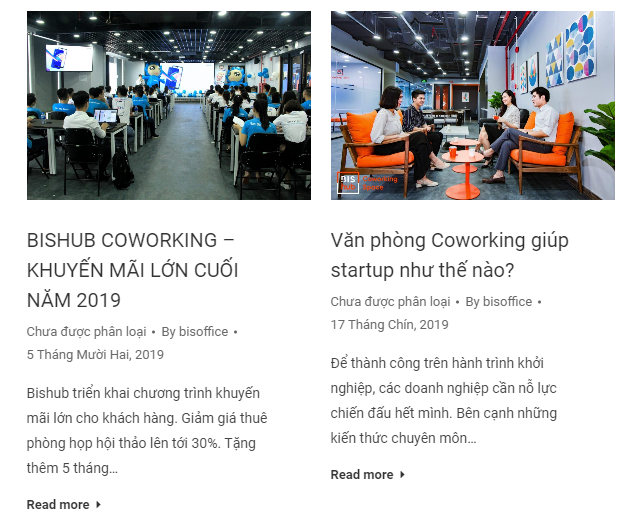 BIS
BISHUB COWORKING –
KHUYẾN MÃI LỚN CUỐI
NĂM 2019
Chưa được phân loại • By bisoffice •
5 Tháng Mười Hai, 2019
Bishub triển khai chương trình khuyến
mãi lớn cho khách hàng. Giảm giá thuê
phòng họp hội thảo lên tới 30%. Tặng
thêm 5 tháng…
Read more
Văn phòng Coworking giúp
startup như thế nào?
Chưa được phân loại • By bisoffice •
17 Tháng Chín, 2019
Để thành công trên hành trình khởi
nghiệp, các doanh nghiệp cần nỗ lực
chiến đấu hết mình. Bên cạnh những
kiến thức chuyên môn…
Read more